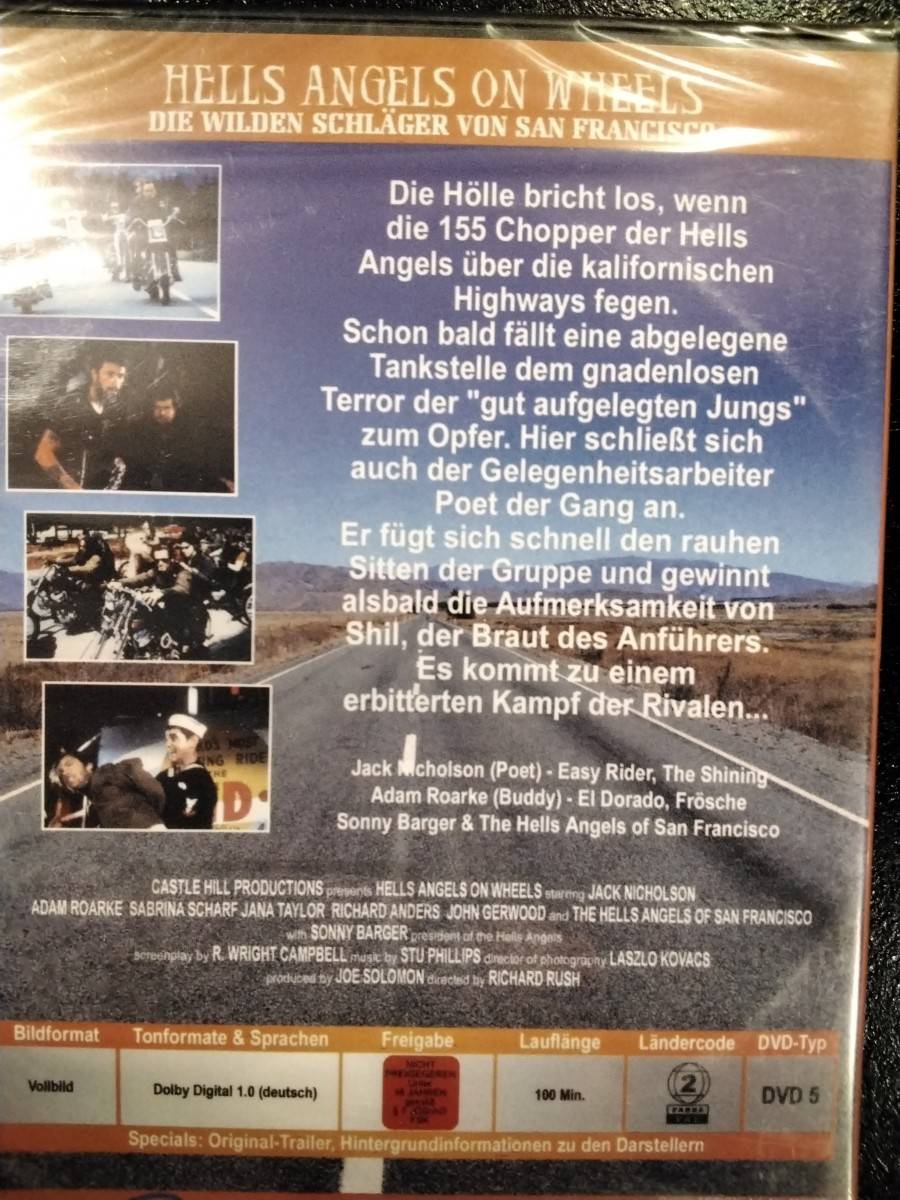 HELLS ANGELS ON WHEELS
DIE WILDEN SCHLÄGER VON SAN FRANCISCO
Die Hölle bricht los, wenn
die 155 Chopper der Hells
Angels über die kalifornischen
Highways fegen.
Schon bald fällt eine abgelegene
Tankstelle dem gnadenlosen
Terror der "gut aufgelegten Jungs"
zum Opfer. Hier schließt sich
auch der Gelegenheitsarbeiter
Poet der Gang an.
Er fügt sich schnell den rauhen
Sitten der Gruppe und gewinnt
alsbald die Aufmerksamkeit von
Shil, der Braut des Anführers.
Es kommt zu einem
erbitterten Kampf der Rivalen...
Jack Nicholson (Poet) - Easy Rider, The Shining
Adam Roarke (Buddy) - El Dorado, Frösche
Sonny Barger & The Hells Angels of San Francisco
CASTLE HILL PRODUCTIONS presents HELLS ANGELS ON WHEELS starring JACK NICHOLSON
ADAM ROARKE SABRINA SCHARF JANA TAYLOR RICHARD ANDERS JOHN GERWOOD and THE HELLS ANGELS OF SAN FRANCISCO
with SONNY BARGER president of the Hells Angels
screenplay by R. WRIGHT CAMPBELL music by STU PHILLIPS director of photography LASZLO KOVACS
produced by JOE SOLOMON directed by RICHARD RUSH
Bildformat Tonformate & Sprachen Freigabe Lauflänge Ländercode DVD-Typ
Vollbild Dolby Digital 1.0 (deutsch) 100 Min. 2 DVD 5
NICHT
FREIGEGEBEN
JAHREN
FSK
Specials: Original-Trailer, Hintergrundinformationen zu den Darstellern